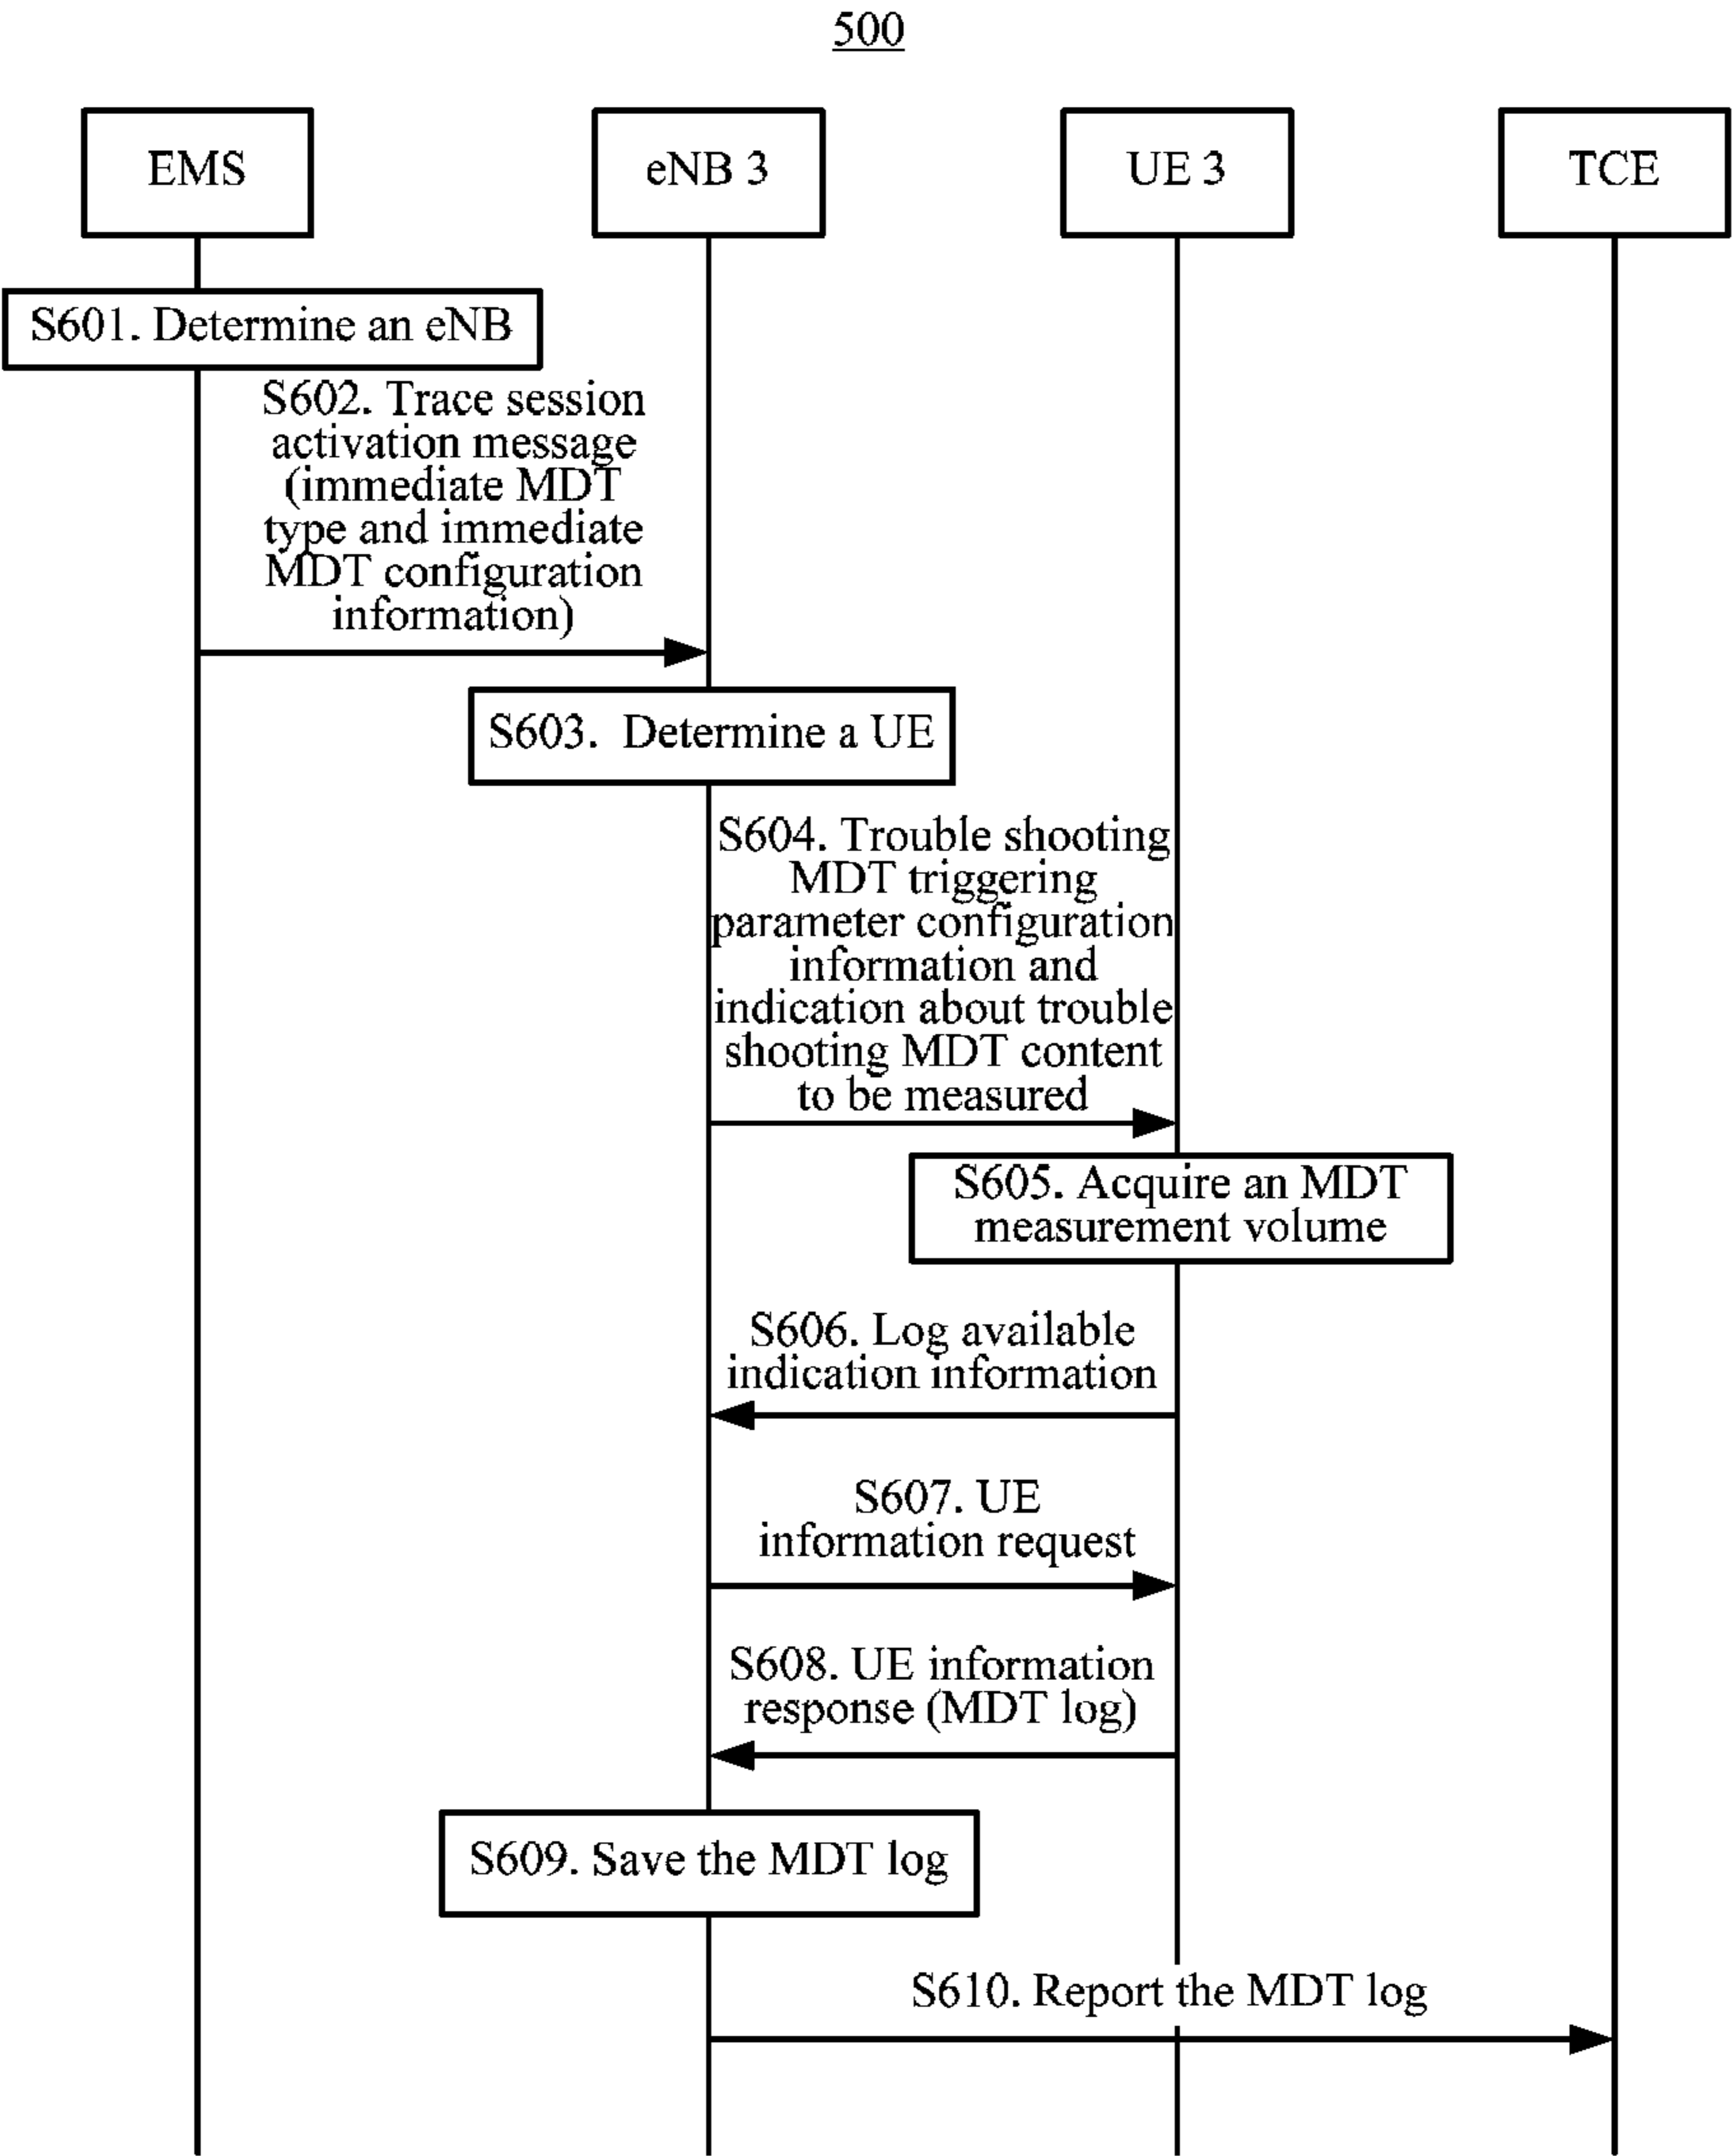 500
EMS
eNB 3
UE 3
TCE
S601. Determine an eNB
S602. Trace session
activation message
(immediate MDT
type and immediate
MDT configuration
information)
S603. Determine a UE
S604. Trouble shooting
MDT triggering
parameter configuration
information and
indication about trouble
shooting MDT content
to be measured
S605. Acquire an MDT
measurement volume
S606. Log available
indication information
S607. UE
information request
S608. UE information
response (MDT log)
S609. Save the MDT log
S610. Report the MDT log